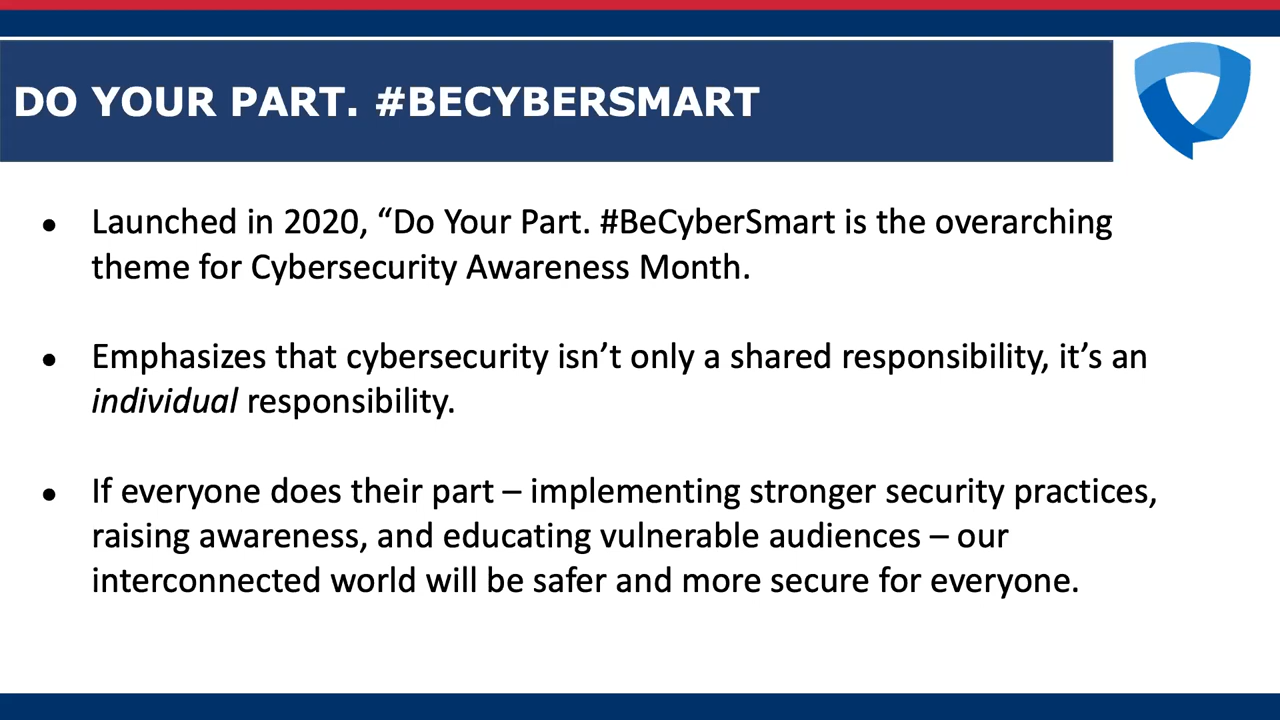 DO YOUR PART. #BECYBERSMART
● Launched in 2020, “Do Your Part. #BeCyberSmart is the overarching
theme for Cybersecurity Awareness Month.
● Emphasizes that cybersecurity isn’t only a shared responsibility, it’s an
individual responsibility.
● If everyone does their part – implementing stronger security practices,
raising awareness, and educating vulnerable audiences – our
interconnected world will be safer and more secure for everyone.